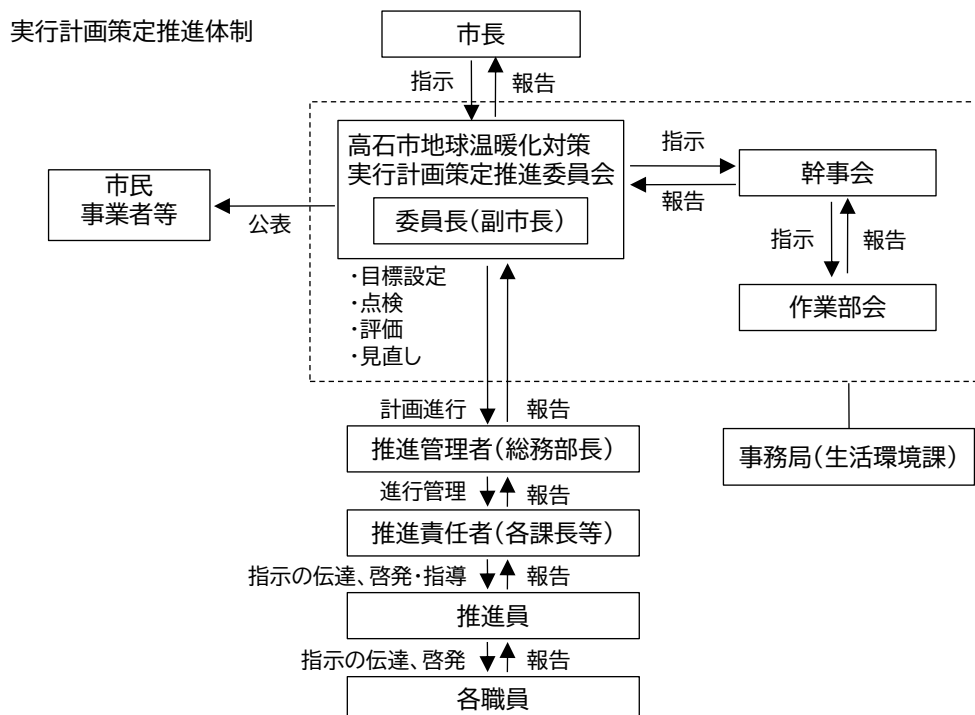 実行計画策定推進体制
市長
指示
報告
高石市地球温暖化対策
実行計画策定推進委員会
委員長(副市長)
指示
報告
幹事会
指示
報告
作業部会
公表
市民
事業者等
・目標設定
・点検
・評価
・見直し
計画進行
報告
推進管理者(総務部長)
事務局(生活環境課)
進行管理
報告
推進責任者(各課長等)
指示の伝達、啓発・指導
報告
推進員
指示の伝達、啓発
報告
各職員